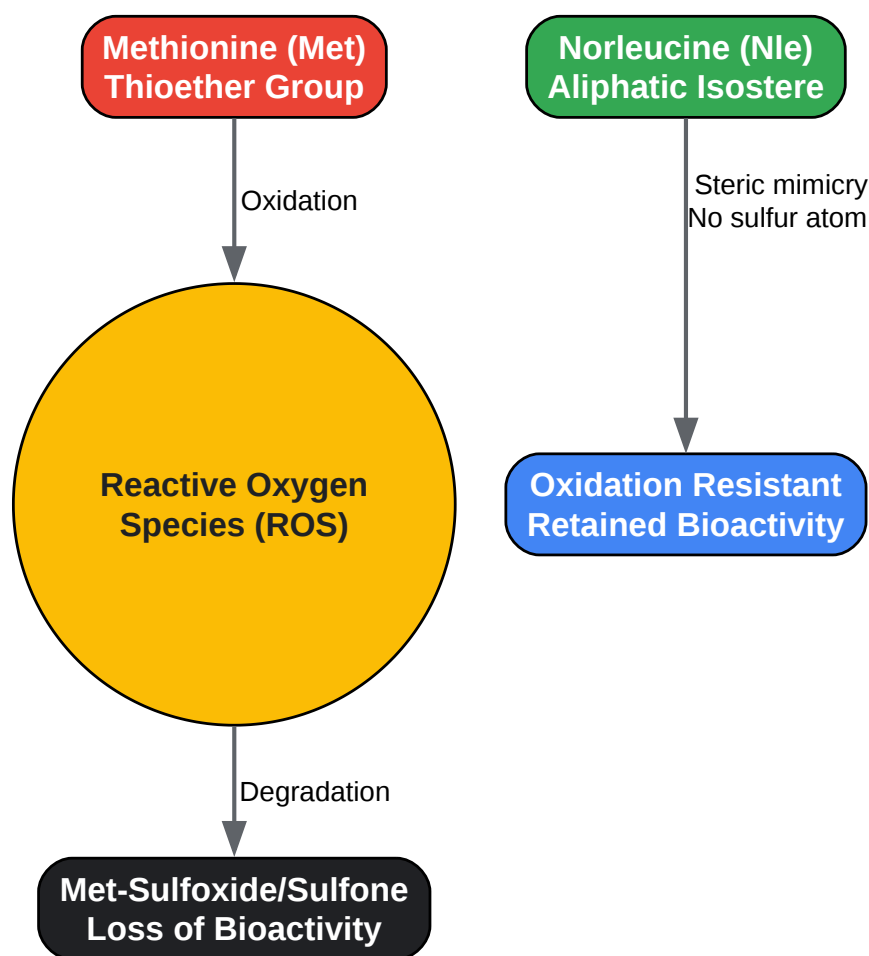 Methionine (Met)
Thioether Group
Norleucine (Nle)
Aliphatic Isostere
Oxidation
Steric mimicry
No sulfur atom
Reactive Oxygen
Species (ROS)
Oxidation Resistant
Retained Bioactivity
Degradation
Met-Sulfoxide/Sulfone
Loss of Bioactivity